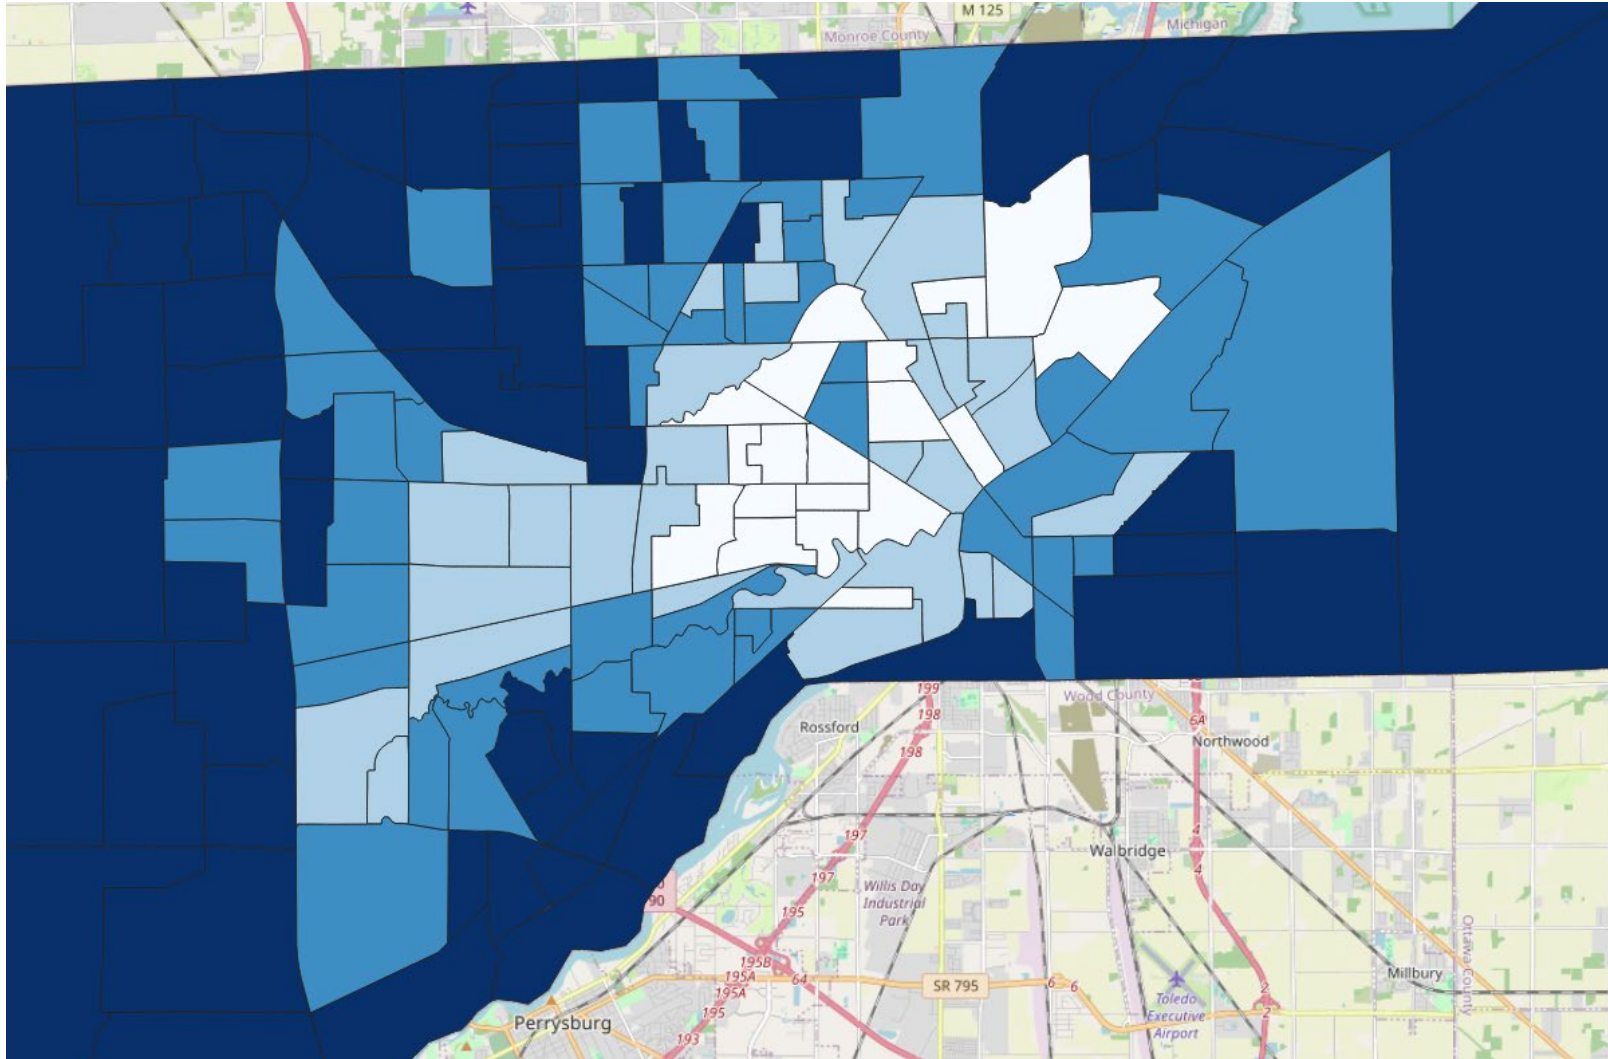 M 125
Michigan
Monroe County
199
Wood County
198
6A
Rossford
Northwood
198
197
4
Walbridge
4
197
90
Willis Day
Industrial
Park
195
195B
195A
64
195A
SR 795
6
6
Toledo
Executive
Airport
2
2
Millbury
Ottawa County
195
Perrysburg
193